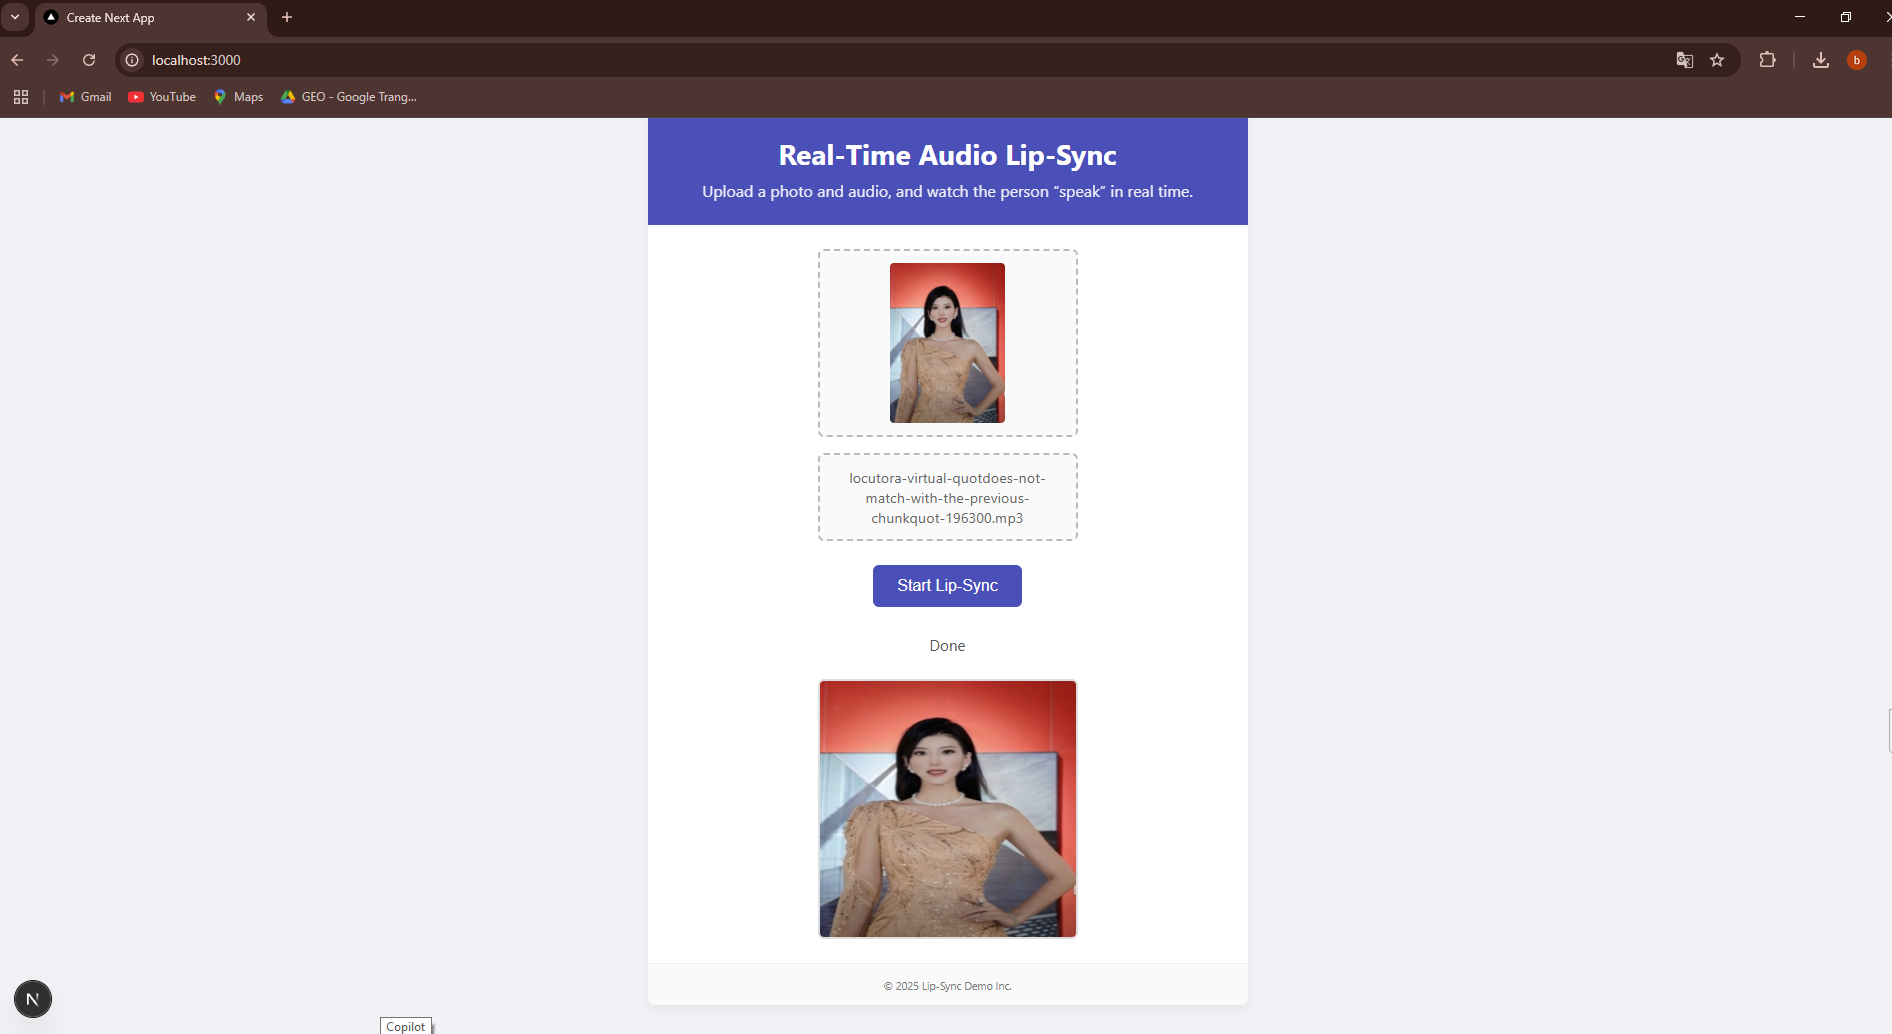 Create Next App
localhost:3000
Gmail YouTube Maps GEO - Google Trang...
Real-Time Audio Lip-Sync
Upload a photo and audio, and watch the person “speak” in real time.
locutora-virtual-quotdoes-not-
match-with-the-previous-
chunkquot-196300.mp3
Start Lip-Sync
Done
© 2025 Lip-Sync Demo Inc.
N
Copilot
b